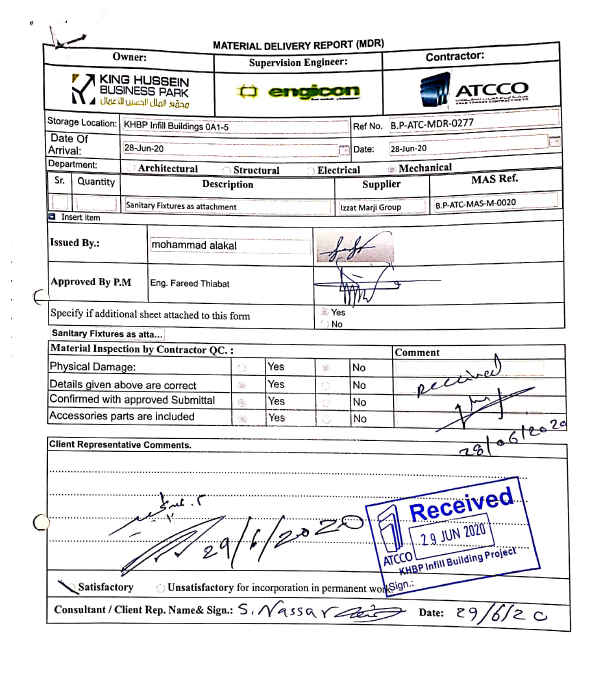 MATERIAL DELIVERY REPORT (MDR)
Owner: Supervision Engineer: Contractor:
KING HUSSEIN
BUSINESS PARK
مجمّع الملك الحسين للأعمال
engicon
ATCCO
Storage Location: KHBP Infill Buildings 0A1-5 Ref No. B.P-ATC-MDR-0277
Date Of
Arrival: 28-Jun-20 Date: 28-Jun-20
Department: Architectural Structural Electrical Mechanical
Sr. Quantity Description Supplier MAS Ref.
Sanitary Fixtures as attachment Izzat Marji Group B.P-ATC-MAS-M-0020
Insert item
Issued By.: mohammad alakal
Approved By P.M Eng. Fareed Thiabat
Specify if additional sheet attached to this form Yes
No
Sanitary Fixtures as atta...
Material Inspection by Contractor QC. : Comment
Physical Damage: Yes No
Details given above are correct Yes No
Confirmed with approved Submittal Yes No
Accessories parts are included Yes No
received
28/06/2020
Client Representative Comments.
29/6/2020
Received
29 JUN 2020
ATCCO
KHBP Infill Building Project
Sign.:
Satisfactory Unsatisfactory for incorporation in permanent work
Consultant / Client Rep. Name& Sign.: S. Nassar Date: 29/6/20